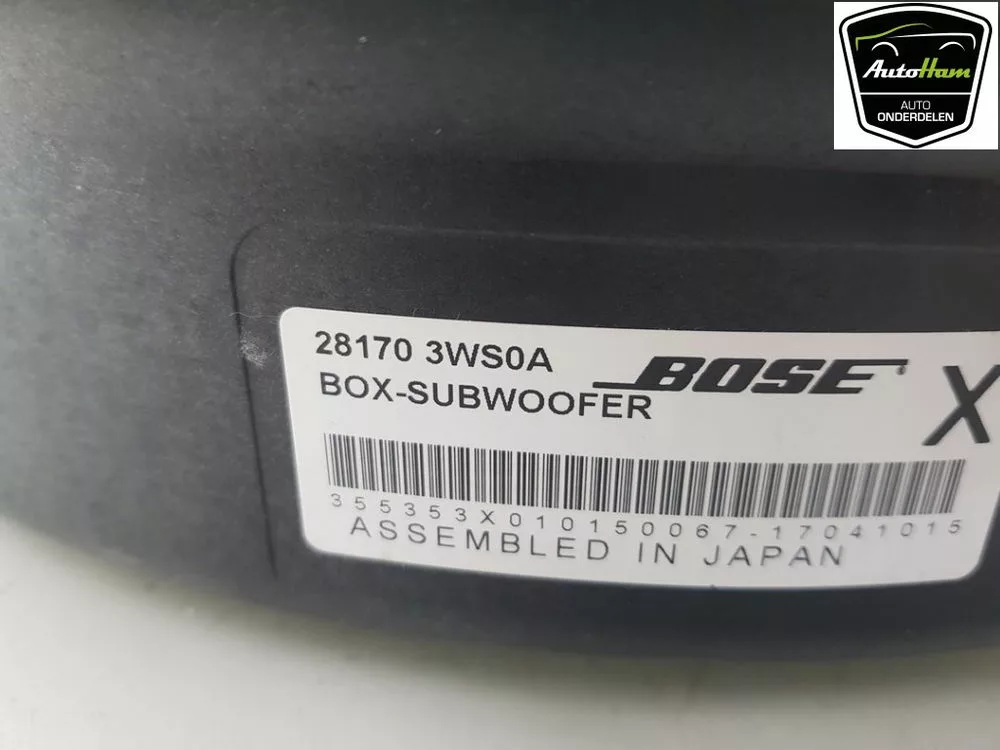 AutoHam
AUTO
ONDERDELEN
28170 3WS0A
BOX-SUBWOOFER
BOSE®
X
355353X010150067-17041015
ASSEMBLED IN JAPAN